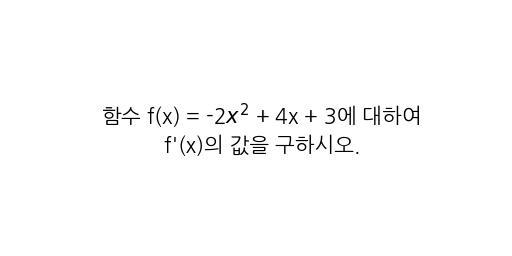 함수 f(x) = -2x² + 4x + 3에 대하여
f'(x)의 값을 구하시오.